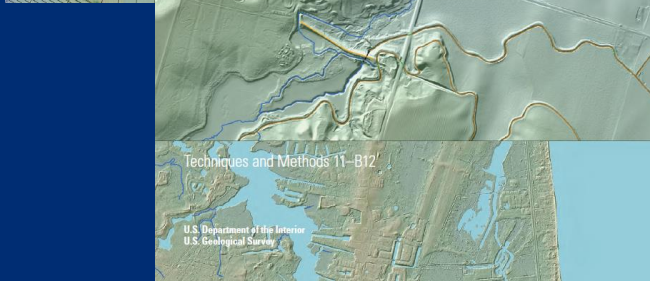 Techniques and Methods 11–B12
U.S. Department of the Interior
U.S. Geological Survey